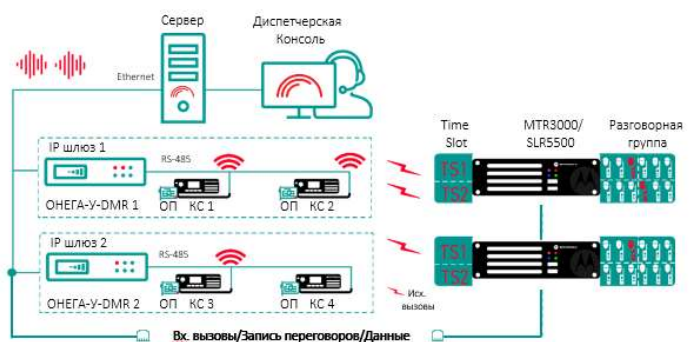 Сервер
Диспетчерская
Консоль
Ethernet
Time
Slot
MTR3000/
SLR5500
Разговорная
группа
IP шлюз 1
RS-485
ОНЕГА-У-DMR 1
ОП КС 1
ОП КС 2
TS1
TS2
IP шлюз 2
RS-485
ОНЕГА-У-DMR 2
ОП КС 3
ОП КС 4
TS1
TS2
Исх.
вызовы
Вх. вызовы/Запись переговоров/Данные